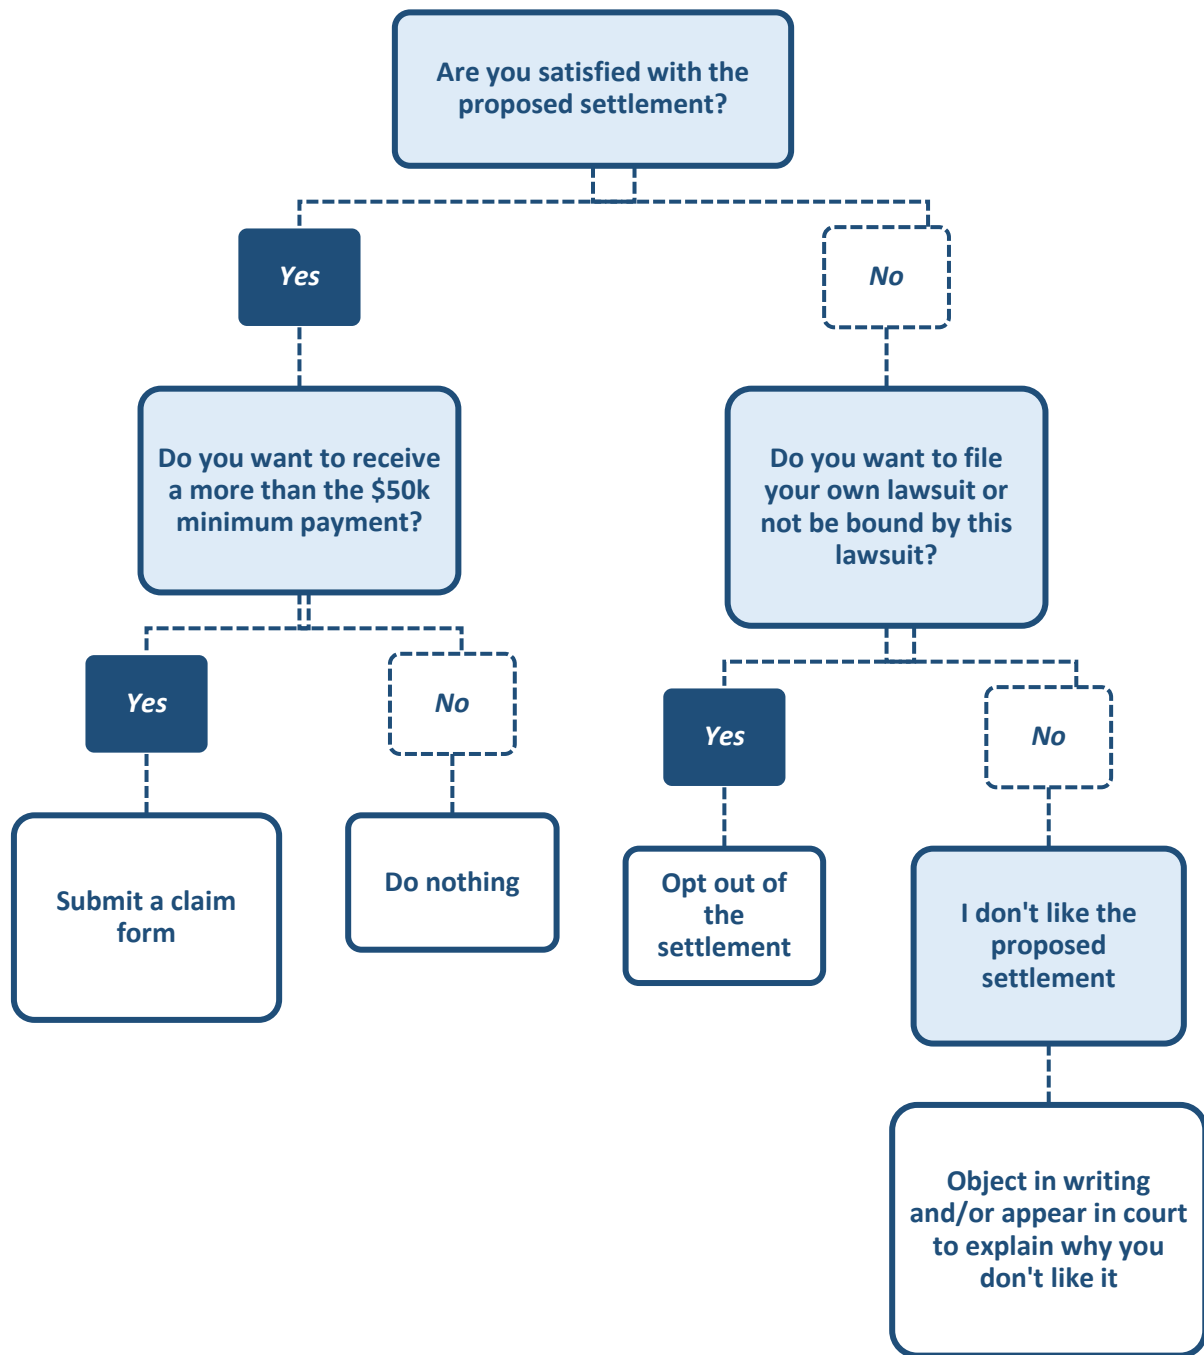 Are you satisfied with the
proposed settlement?
Yes
No
Do you want to receive
a more than the $50k
minimum payment?
Do you want to file
your own lawsuit or
not be bound by this
lawsuit?
Yes
No
Yes
No
Submit a claim
form
Do nothing
Opt out of
the
settlement
I don't like the
proposed
settlement
Object in writing
and/or appear in court
to explain why you
don't like it